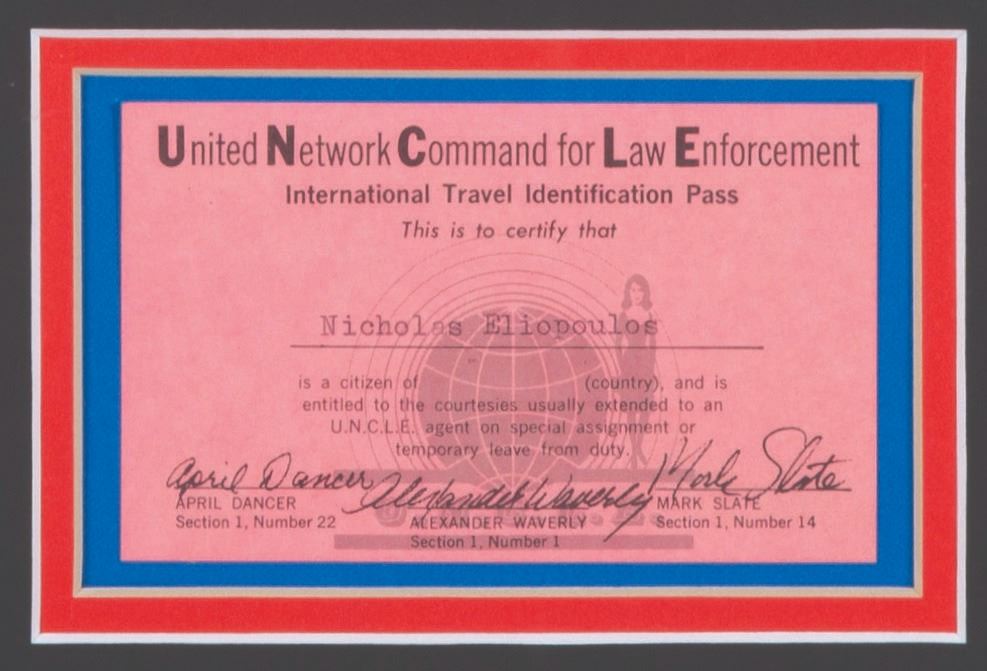 United Network Command for Law Enforcement
International Travel Identification Pass
This is to certify that
Nicholas Eliopoulos
is a citizen of (country), and is
entitled to the courtesies usually extended to an
U.N.C.L.E. agent on special assignment or
temporary leave from duty.
April Dancer Alexander Waverly Mark Slate
APRIL DANCER
Section 1, Number 22
ALEXANDER WAVERLY
Section 1, Number 1
MARK SLATE
Section 1, Number 14